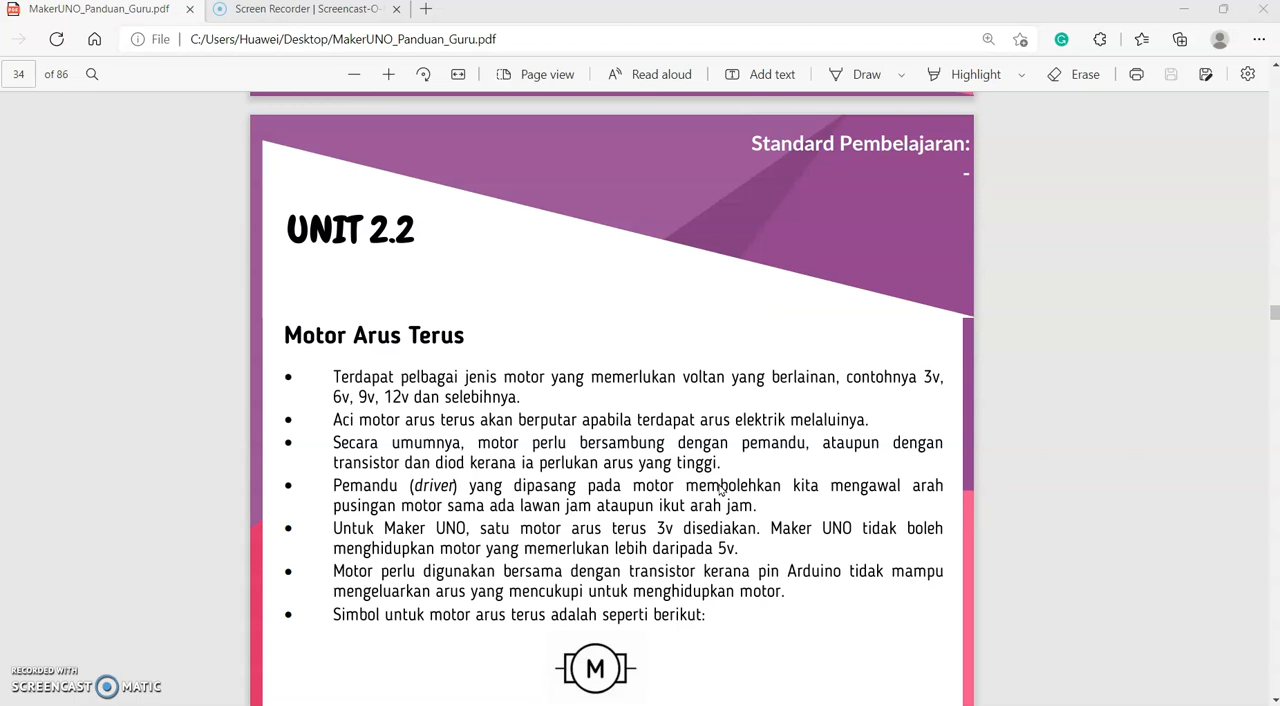 MakerUNO_Panduan_Guru.pdf
Screen Recorder | Screencast-O-
File
C:/Users/Huawei/Desktop/MakerUNO_Panduan_Guru.pdf
34 of 86
Page view
Read aloud
Add text
Draw
Highlight
Erase
Standard Pembelajaran:
-
UNIT 2.2
Motor Arus Terus
• Terdapat pelbagai jenis motor yang memerlukan voltan yang berlainan, contohnya 3v,
6v, 9v, 12v dan selebihnya.
• Aci motor arus terus akan berputar apabila terdapat arus elektrik melaluinya.
• Secara umumnya, motor perlu bersambung dengan pemandu, ataupun dengan
transistor dan diod kerana ia perlukan arus yang tinggi.
• Pemandu (driver) yang dipasang pada motor membolehkan kita mengawal arah
pusingan motor sama ada lawan jam ataupun ikut arah jam.
• Untuk Maker UNO, satu motor arus terus 3v disediakan. Maker UNO tidak boleh
menghidupkan motor yang memerlukan lebih daripada 5v.
• Motor perlu digunakan bersama dengan transistor kerana pin Arduino tidak mampu
mengeluarkan arus yang mencukupi untuk menghidupkan motor.
• Simbol untuk motor arus terus adalah seperti berikut:
M
RECORDED WITH
SCREENCAST MATIC